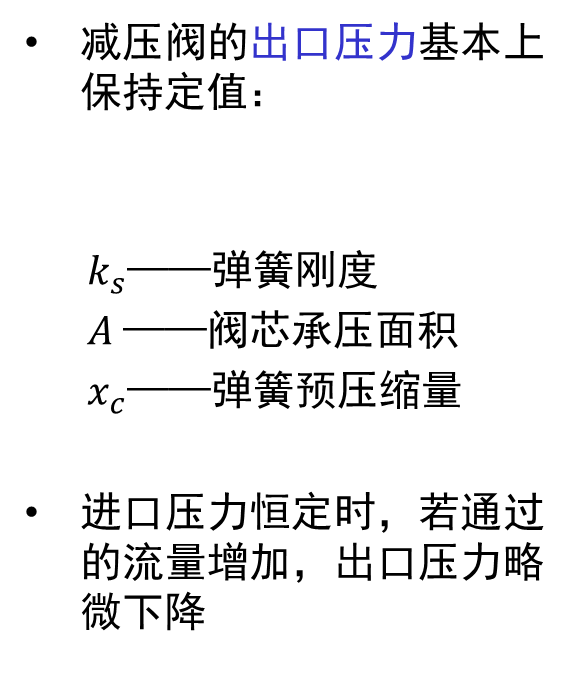 • 减压阀的出口压力基本上
保持定值：
kₛ——弹簧刚度
A——阀芯承压面积
x_c——弹簧预压缩量
• 进口压力恒定时，若通过
的流量增加，出口压力略
微下降